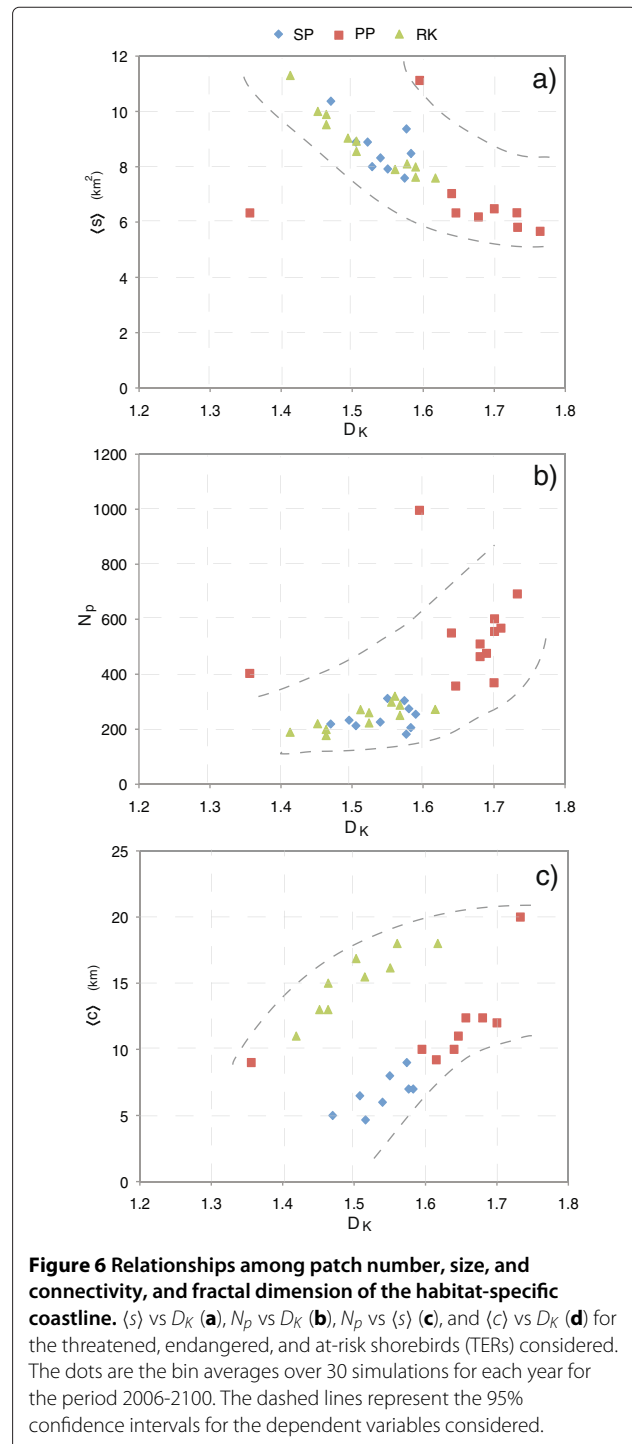 SP PP RK
a)
12
10
8
6
4
2
0
⟨s⟩ (km²)
1.2 1.3 1.4 1.5 1.6 1.7 1.8
D K
b)
1200
1000
800
600
400
200
0
N p
1.2 1.3 1.4 1.5 1.6 1.7 1.8
D K
c)
25
20
15
10
5
0
⟨c⟩ (km)
1.2 1.3 1.4 1.5 1.6 1.7 1.8
D K
Figure 6 Relationships among patch number, size, and
connectivity, and fractal dimension of the habitat-specific
coastline. ⟨s⟩ vs D_K (a), N_p vs D_K (b), N_p vs ⟨s⟩ (c), and ⟨c⟩ vs D_K (d) for
the threatened, endangered, and at-risk shorebirds (TERs) considered.
The dots are the bin averages over 30 simulations for each year for
the period 2006-2100. The dashed lines represent the 95%
confidence intervals for the dependent variables considered.